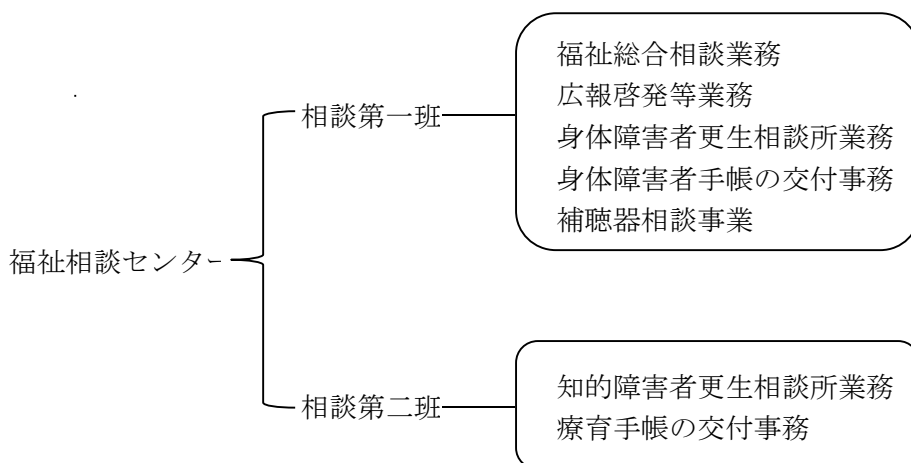 福祉総合相談業務
広報啓発等業務
相談第一班
身体障害者更生相談所業務
身体障害者手帳の交付事務
補聴器相談事業
福祉相談センター
知的障害者更生相談所業務
相談第二班
療育手帳の交付事務